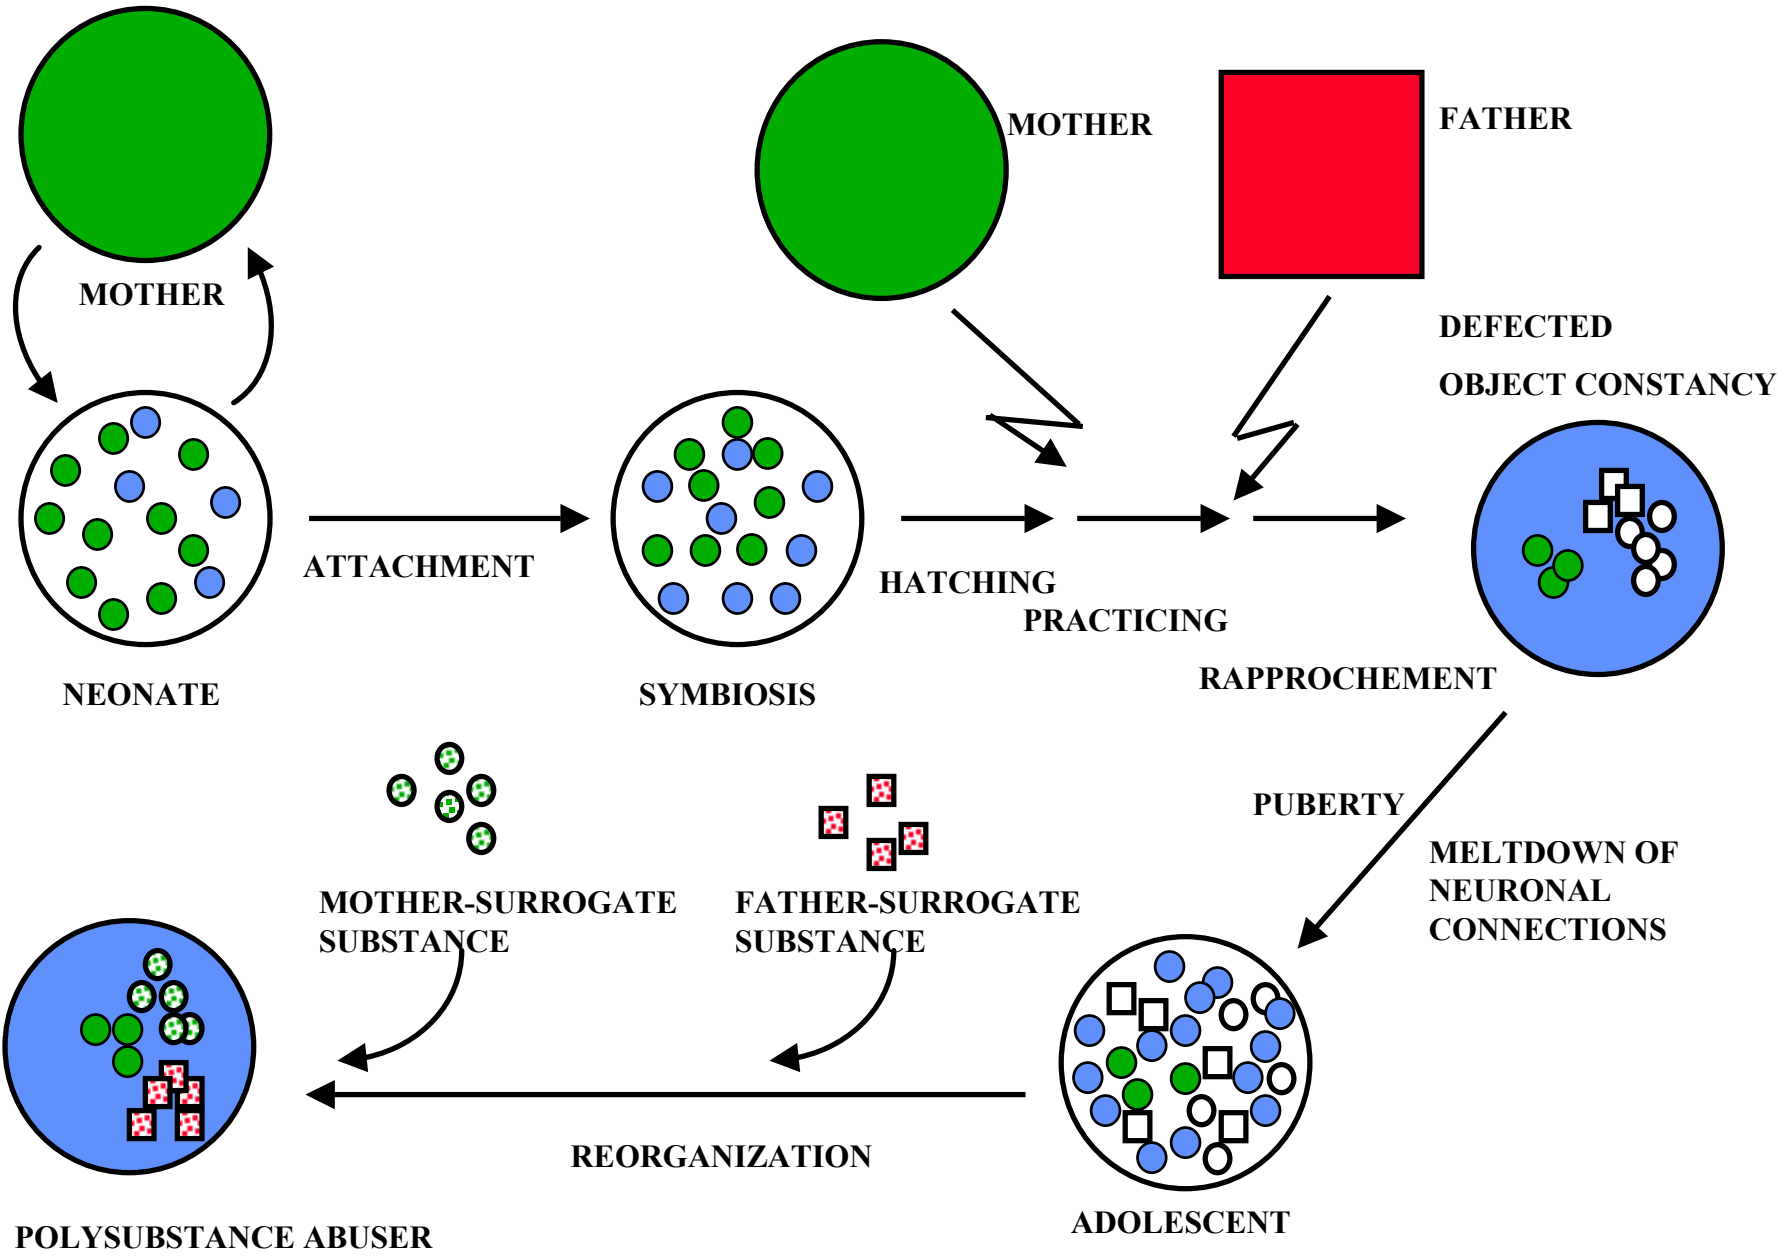 MOTHER
FATHER
MOTHER
DEFECTED
OBJECT CONSTANCY
ATTACHMENT
HATCHING
PRACTICING
RAPPROCHEMENT
NEONATE
SYMBIOSIS
PUBERTY
MELTDOWN OF
NEURONAL
CONNECTIONS
MOTHER-SURROGATE
SUBSTANCE
FATHER-SURROGATE
SUBSTANCE
REORGANIZATION
ADOLESCENT
POLYSUBSTANCE ABUSER